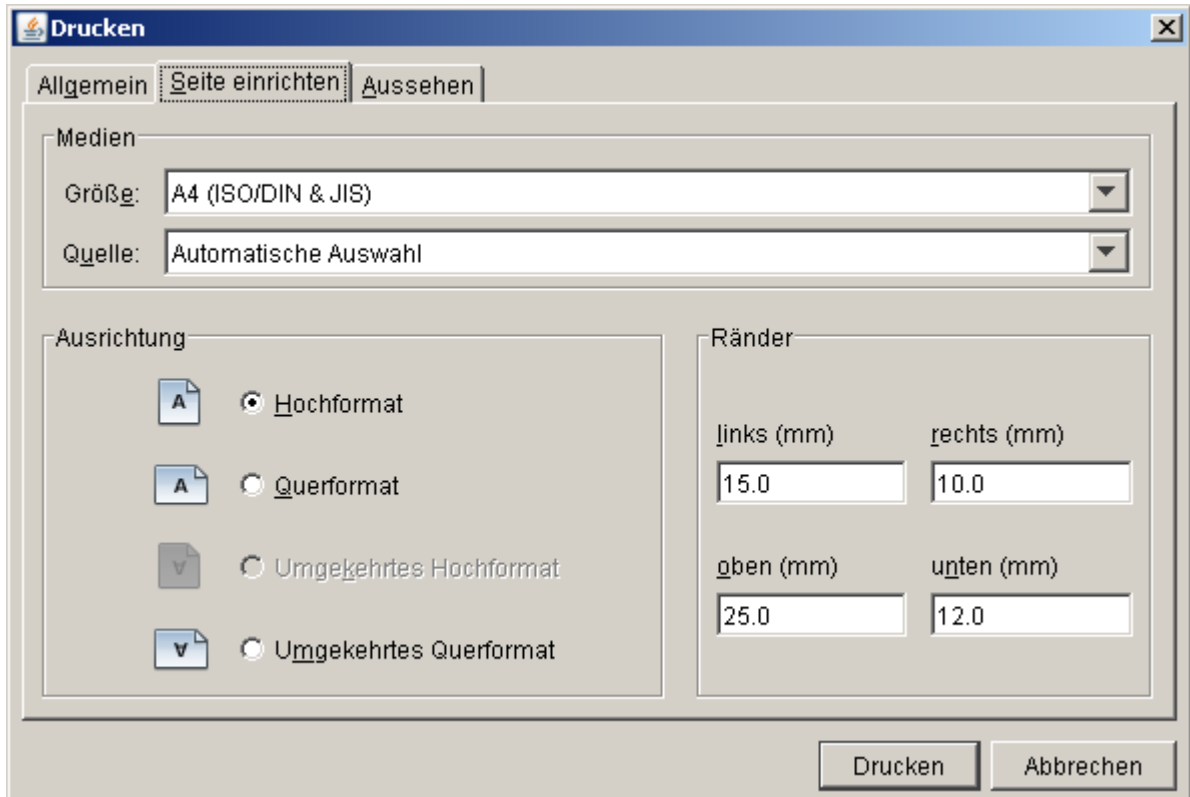 Drucken
Allgemein Seite einrichten Aussehen
Medien
Größe: A4 (ISO/DIN & JIS)
Quelle: Automatische Auswahl
Ausrichtung
A Hochformat
A Querformat
A Umgekehrtes Hochformat
A Umgekehrtes Querformat
Ränder
links (mm) rechts (mm)
15.0 10.0
oben (mm) unten (mm)
25.0 12.0
Drucken Abbrechen